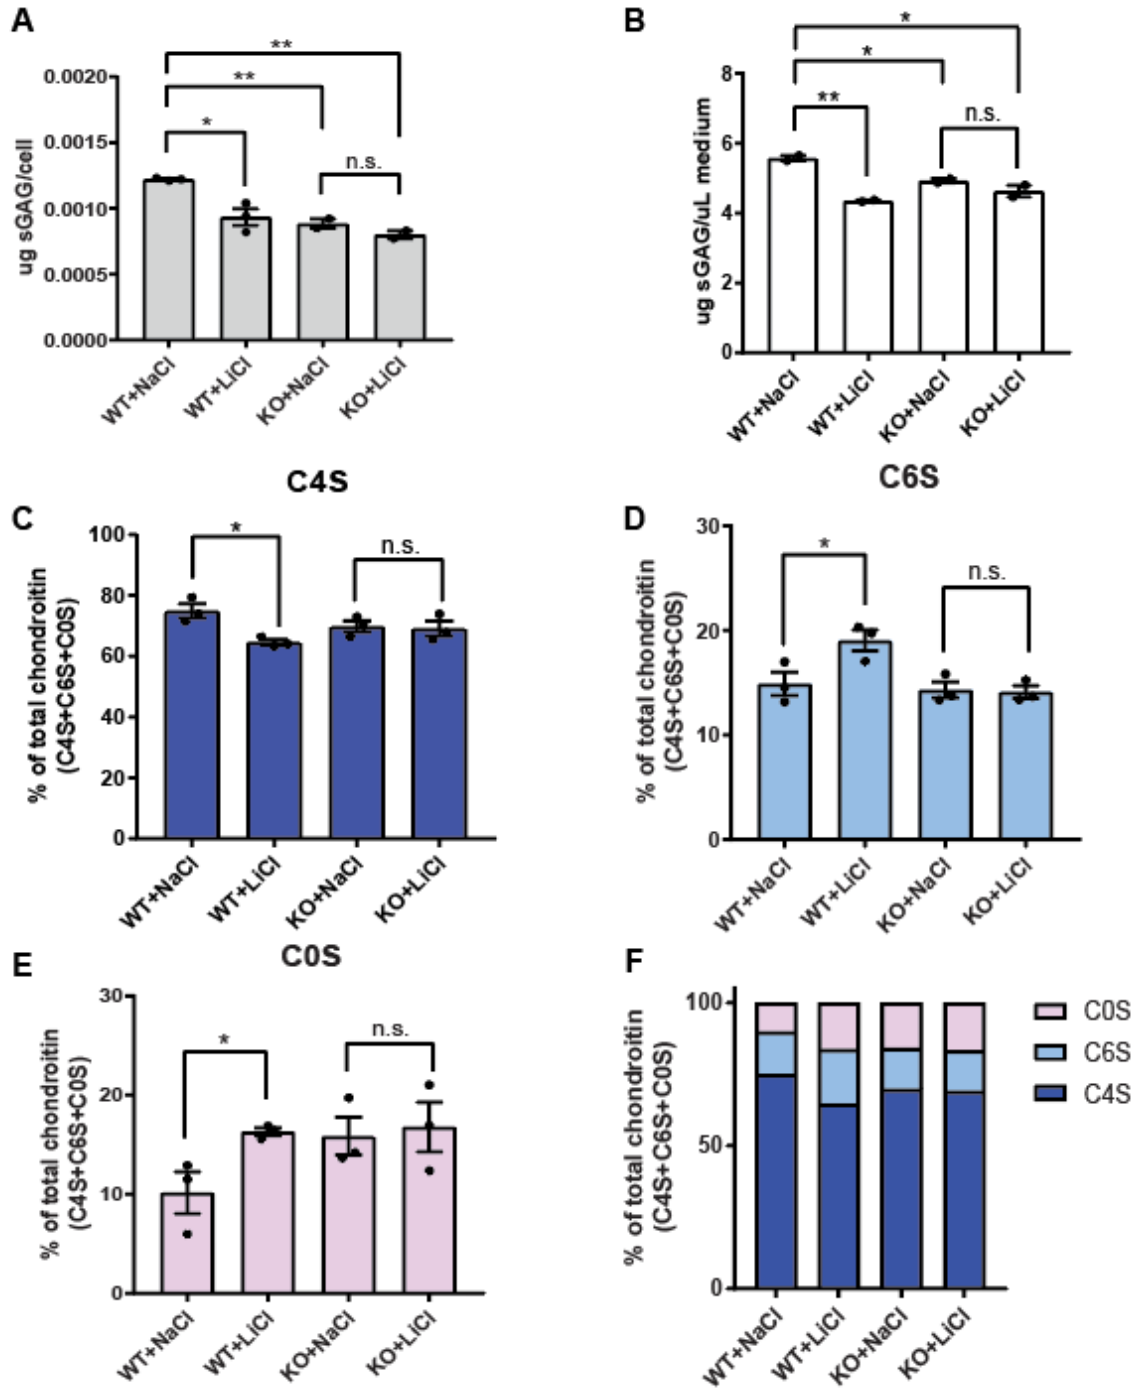 A
**
**
*
n.s.
0.0020
0.0015
0.0010
0.0005
0.0000
ug sGAG/cell
WT+NaCl
WT+LiCl
KO+NaCl
KO+LiCl
B
*
*
**
n.s.
8
6
4
2
0
ug sGAG/uL medium
WT+NaCl
WT+LiCl
KO+NaCl
KO+LiCl
C4S
C
*
n.s.
100
80
60
40
20
0
% of total chondroitin
(C4S+C6S+C0S)
WT+NaCl
WT+LiCl
KO+NaCl
KO+LiCl
C6S
D
*
n.s.
30
20
10
0
% of total chondroitin
(C4S+C6S+C0S)
WT+NaCl
WT+LiCl
KO+NaCl
KO+LiCl
C0S
E
*
n.s.
30
20
10
0
% of total chondroitin
(C4S+C6S+C0S)
WT+NaCl
WT+LiCl
KO+NaCl
KO+LiCl
F
100
50
0
% of total chondroitin
(C4S+C6S+C0S)
WT+NaCl
WT+LiCl
KO+NaCl
KO+LiCl
C0S
C6S
C4S